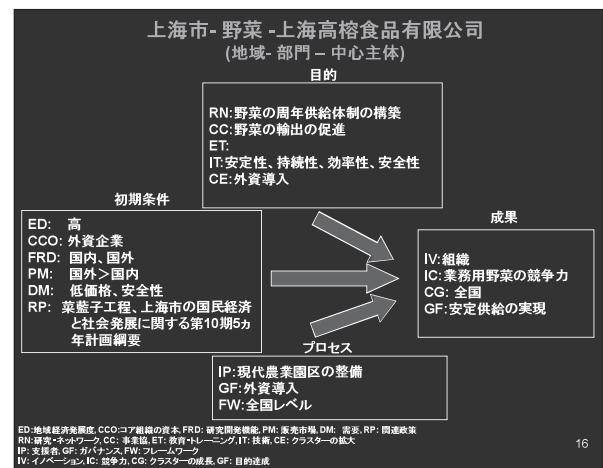 上海市- 野菜 -上海高榕食品有限公司
(地域- 部門 – 中心主体)
目的
RN:野菜の周年供給体制の構築
CC:野菜の輸出の促進
ET:
IT:安定性、持続性、効率性、安全性
CE:外資導入
初期条件
ED: 高
CCO: 外資企業
FRD: 国内、国外
PM: 国外>国内
DM: 低価格、安全性
RP: 菜藍子工程、上海市の国民経済
と社会発展に関する第10期5ヵ
年計画綱要
成果
IV:組織
IC:業務用野菜の競争力
CG: 全国
GF:安定供給の実現
プロセス
IP:現代農業園区の整備
GF:外資導入
FW:全国レベル
ED:地域経済発展度, CCO:コア組織の資本, FRD: 研究開発機能, PM: 販売市場, DM: 需要, RP: 関連政策
RN:研究・ネットワーク, CC: 事業協, ET: 教育・トレーニング, IT: 技術, CE: クラスターの拡大
IP: 支援者, GF: ガバナンス, FW: フレームワーク
IV: イノベーション, IC: 競争力, CG: クラスターの成長, GF: 目的達成
16